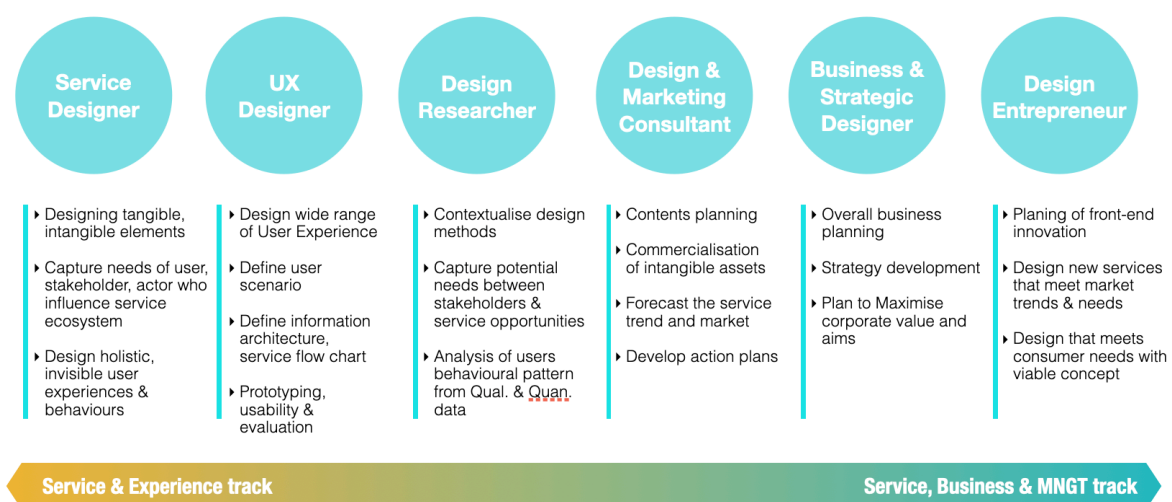 Service
Designer
UX
Designer
Design
Researcher
Design &
Marketing
Consultant
Business &
Strategic
Designer
Design
Entrepreneur
Designing tangible,
intangible elements
Capture needs of user,
stakeholder, actor who
influence service
ecosystem
Design holistic,
invisible user
experiences &
behaviours
Design wide range
of User Experience
Define user
scenario
Define information
architecture,
service flow chart
Prototyping,
usability &
evaluation
Contextualise design
methods
Capture potential
needs between
stakeholders &
service opportunities
Analysis of users
behavioural pattern
from Qual. & Quan.
data
Contents planning
Commercialisation
of intangible assets
Forecast the service
trend and market
Develop action plans
Overall business
planning
Strategy development
Plan to Maximise
corporate value and
aims
Planing of front-end
innovation
Design new services
that meet market
trends & needs
Design that meets
consumer needs with
viable concept
Service & Experience track
Service, Business & MNGT track